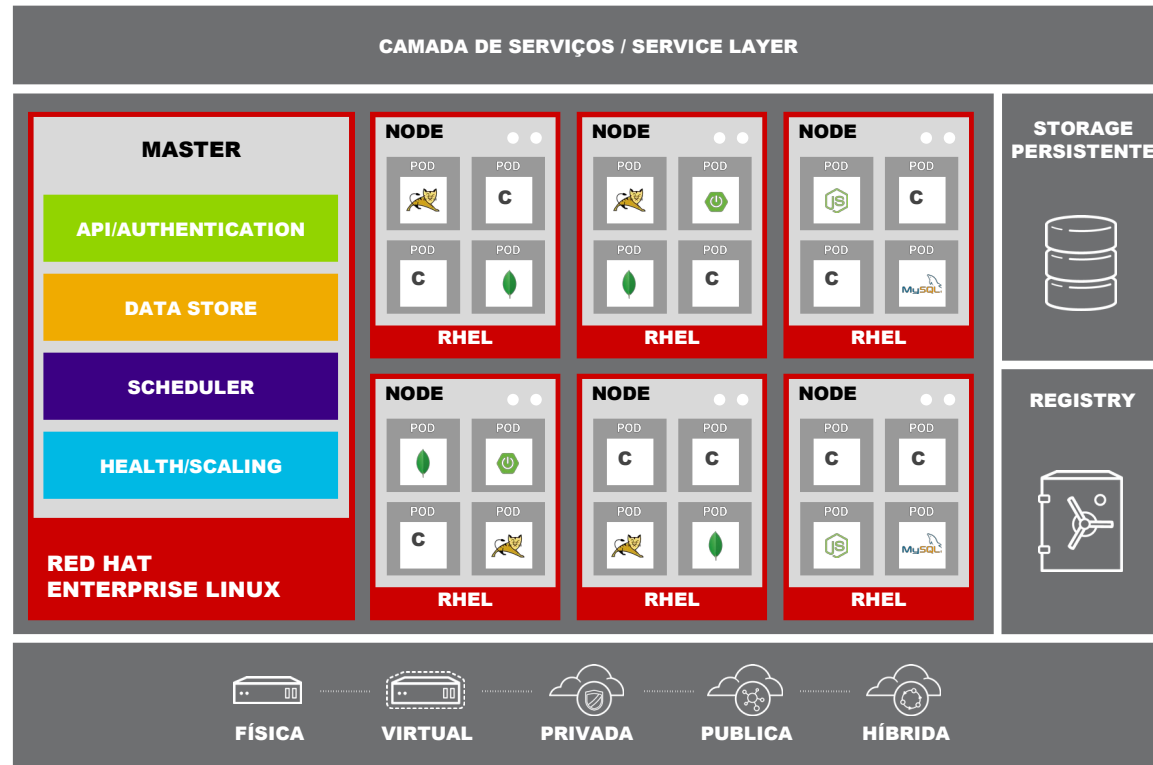 CAMADA DE SERVIÇOS / SERVICE LAYER
MASTER
API/AUTHENTICATION
DATA STORE
SCHEDULER
HEALTH/SCALING
RED HAT
ENTERPRISE LINUX
NODE
POD
POD
C
POD
POD
C
RHEL
NODE
POD
POD
POD
POD
C
RHEL
NODE
POD
POD
JS
C
POD
POD
C
MySQL
RHEL
NODE
POD
POD
POD
POD
C
RHEL
NODE
POD
POD
C
C
POD
POD
RHEL
NODE
POD
POD
C
C
POD
POD
JS
MySQL
RHEL
STORAGE
PERSISTENTE
REGISTRY
FÍSICA
VIRTUAL
PRIVADA
PUBLICA
HÍBRIDA